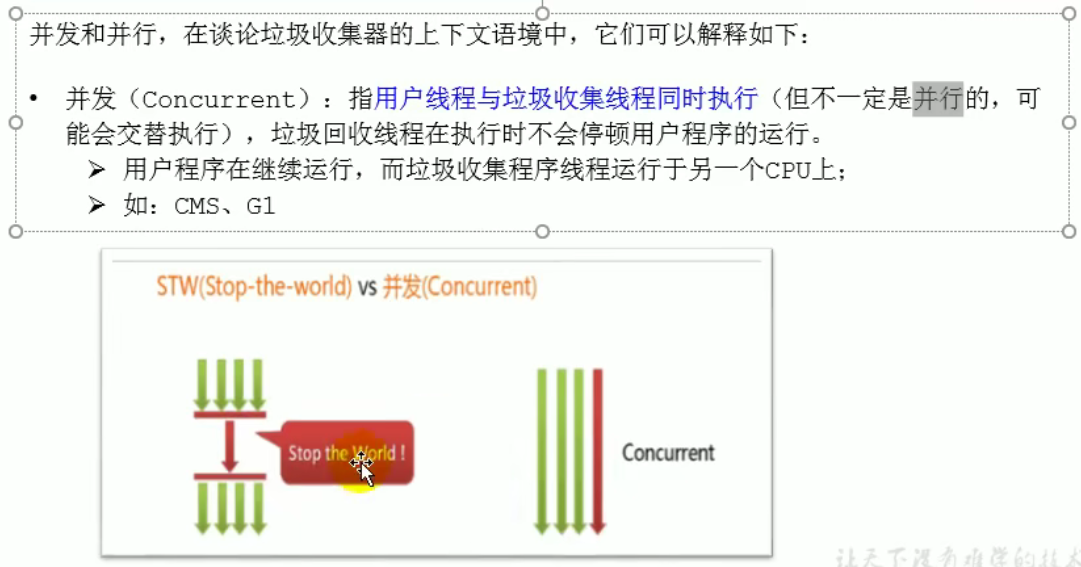 并发和并行，在谈论垃圾收集器的上下文语境中，它们可以解释如下：
• 并发（Concurrent）：指用户线程与垃圾收集线程同时执行（但不一定是并行的，可
能会交替执行），垃圾回收线程在执行时不会停顿用户程序的运行。
➢ 用户程序在继续运行，而垃圾收集程序线程运行于另一个CPU上；
➢ 如：CMS、G1
STW(Stop-the-world) vs 并发(Concurrent)
Stop the World !
Concurrent
让天下没有难学的技术